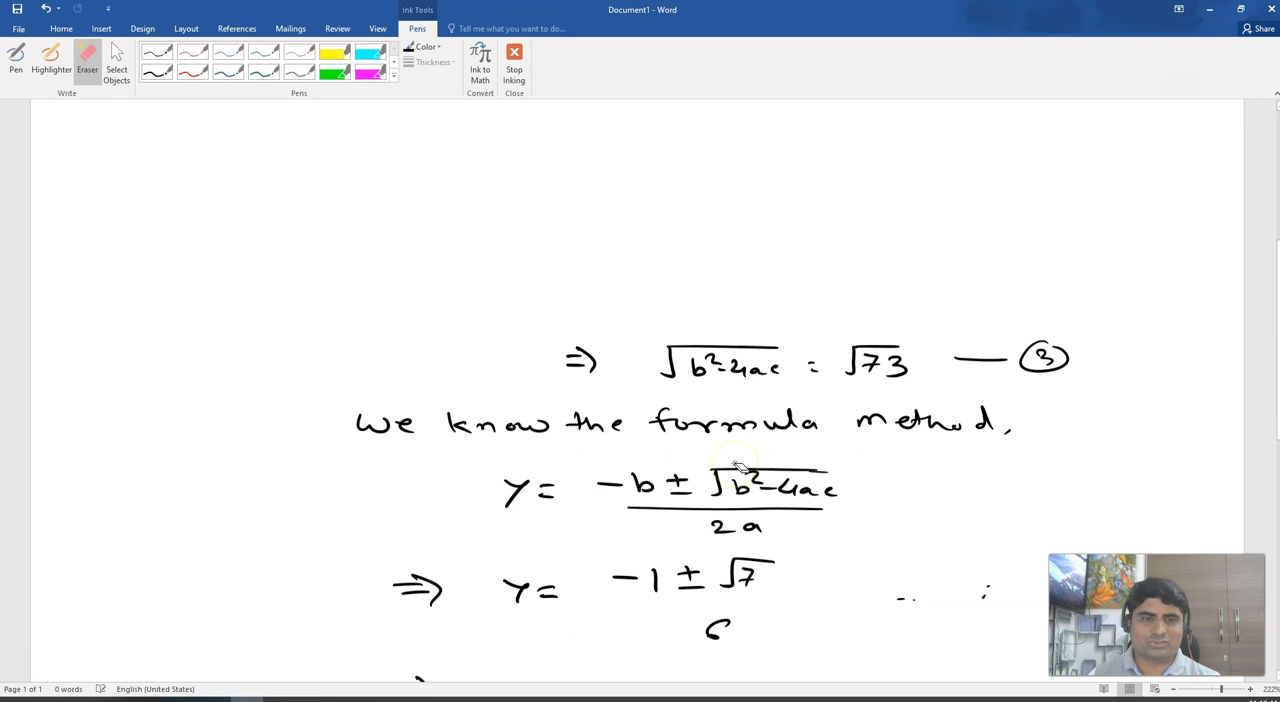 Ink Tools
Document1 - Word
File Home Insert Design Layout References Mailings Review View Pens Tell me what you want to do... Share
Pen Highlighter Eraser Select Objects
Color
Thickness
Ink to Math
Stop Inking
Write Pens Convert Close
=> √b²-4ac = √73 — ③
We know the formula method,
y = -b ± √b²-4ac
2a
=> y = -1 ± √7
6
Page 1 of 1 0 words English (United States) 222%